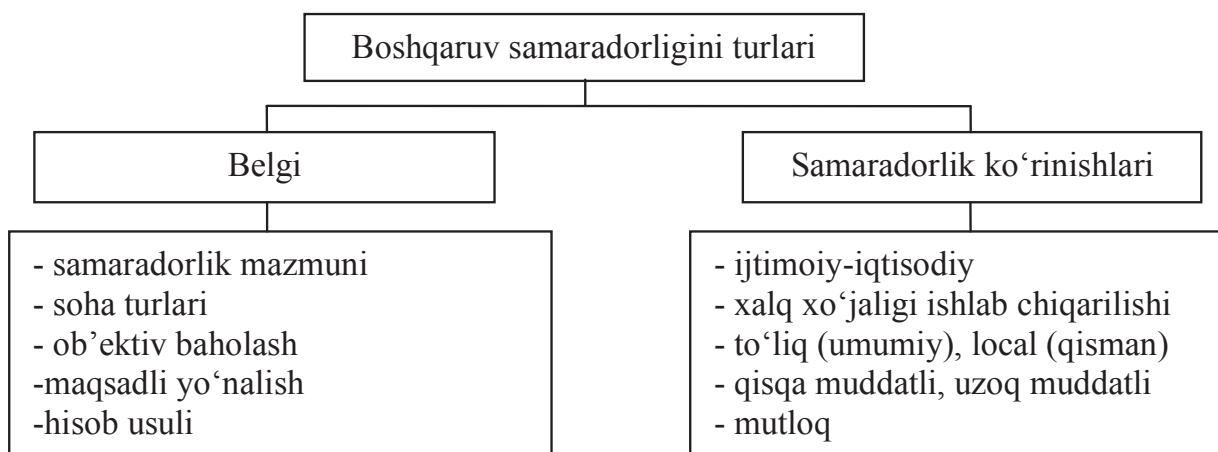 Boshqaruv samaradorligini turlari
Belgi
- samaradorlik mazmuni
- soha turlari
- ob’ektiv baholash
-maqsadli yo‘nalish
-hisob usuli
Samaradorlik ko‘rinishlari
- ijtimoiy-iqtisodiy
- xalq xo‘jaligi ishlab chiqarilishi
- to‘liq (umumiy), local (qisman)
- qisqa muddatli, uzoq muddatli
- mutloq